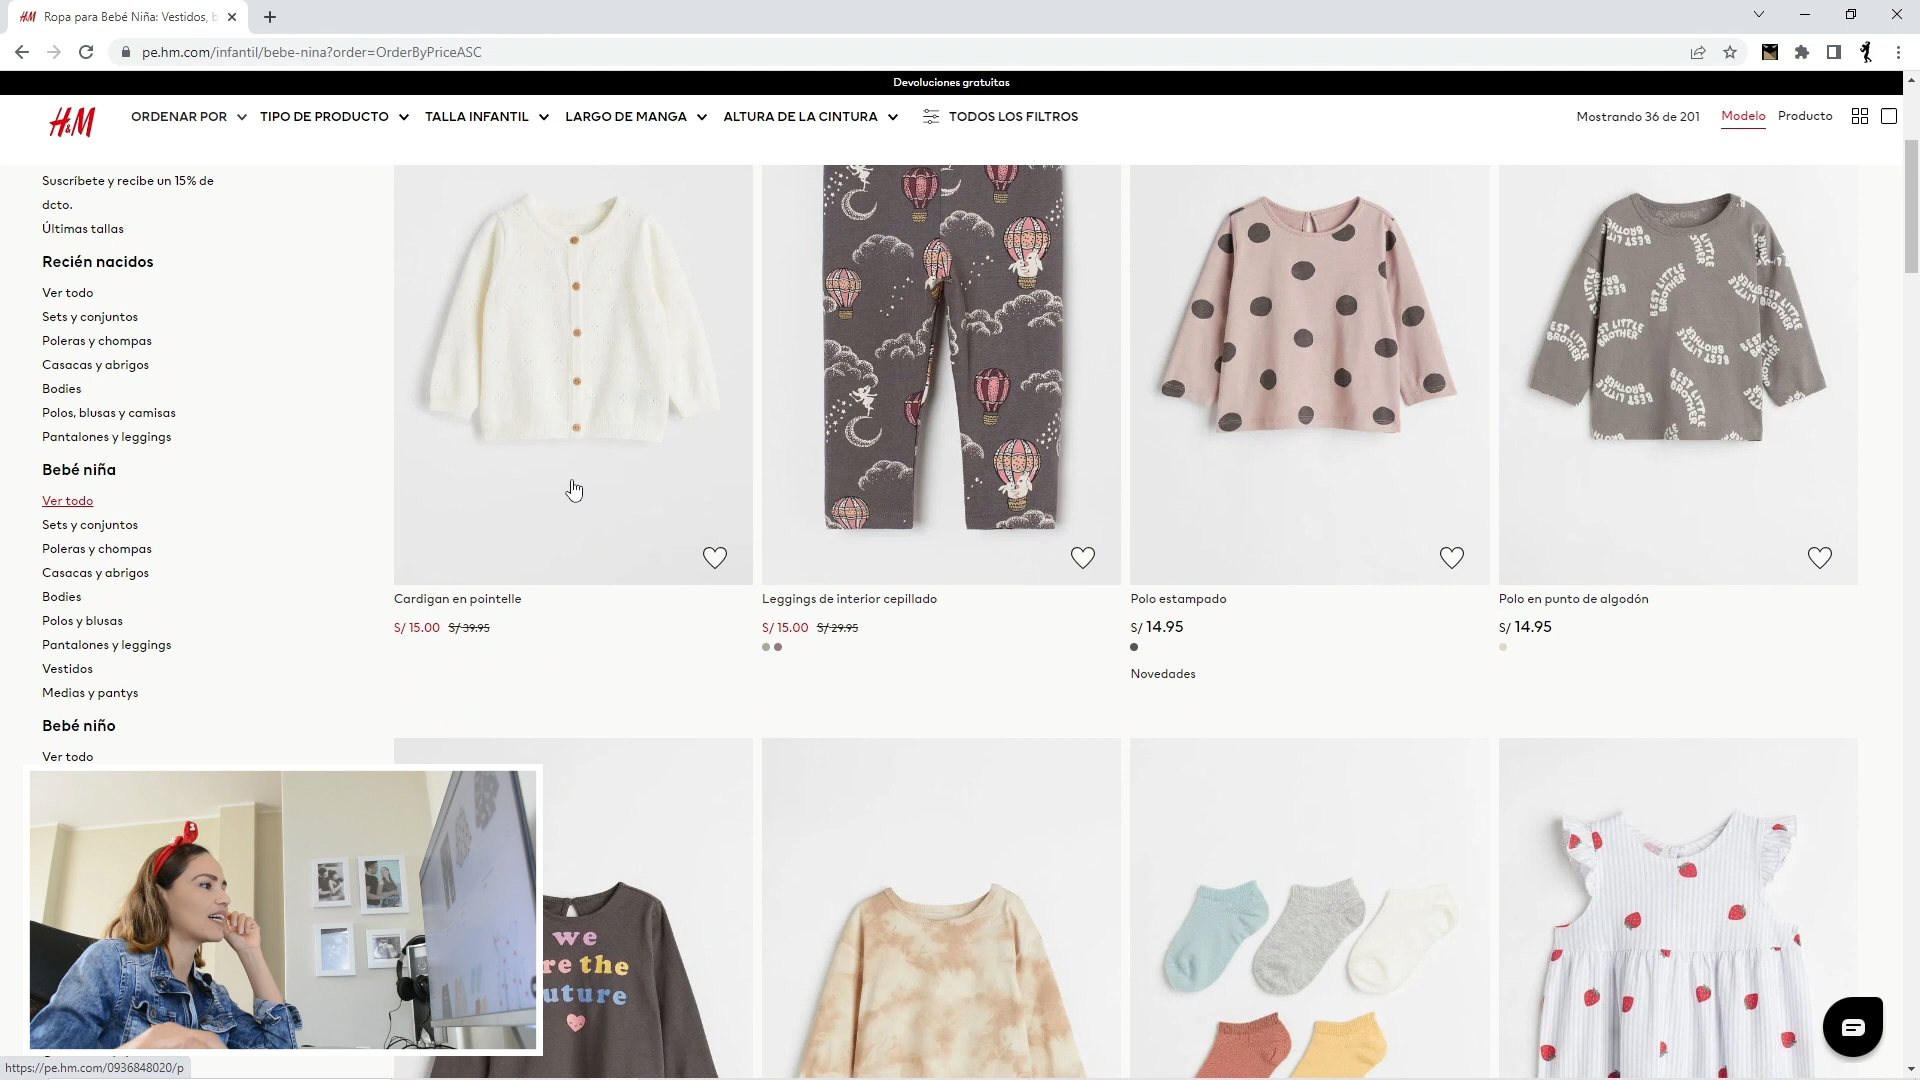 H&M Ropa para Bebé Niña: Vestidos, b
pe.hm.com/infantil/bebe-nina?order=OrderByPriceASC
Devoluciones gratuitas
H&M
ORDENAR POR TIPO DE PRODUCTO TALLA INFANTIL LARGO DE MANGA ALTURA DE LA CINTURA TODOS LOS FILTROS
Mostrando 36 de 201 Modelo Producto
Suscríbete y recibe un 15% de
dcto.
Últimas tallas
Recién nacidos
Ver todo
Sets y conjuntos
Poleras y chompas
Casacas y abrigos
Bodies
Polos, blusas y camisas
Pantalones y leggings
Bebé niña
Ver todo
Sets y conjuntos
Poleras y chompas
Casacas y abrigos
Bodies
Polos y blusas
Pantalones y leggings
Vestidos
Medias y pantys
Bebé niño
Ver todo
BEST LITTLE
BROTHER
Cardigan en pointelle
S/ 15.00 S/ 39.95
Leggings de interior cepillado
S/ 15.00 S/ 29.95
Polo estampado
S/ 14.95
Novedades
Polo en punto de algodón
S/ 14.95
we
re the
uture
https://pe.hm.com/0936848020/p